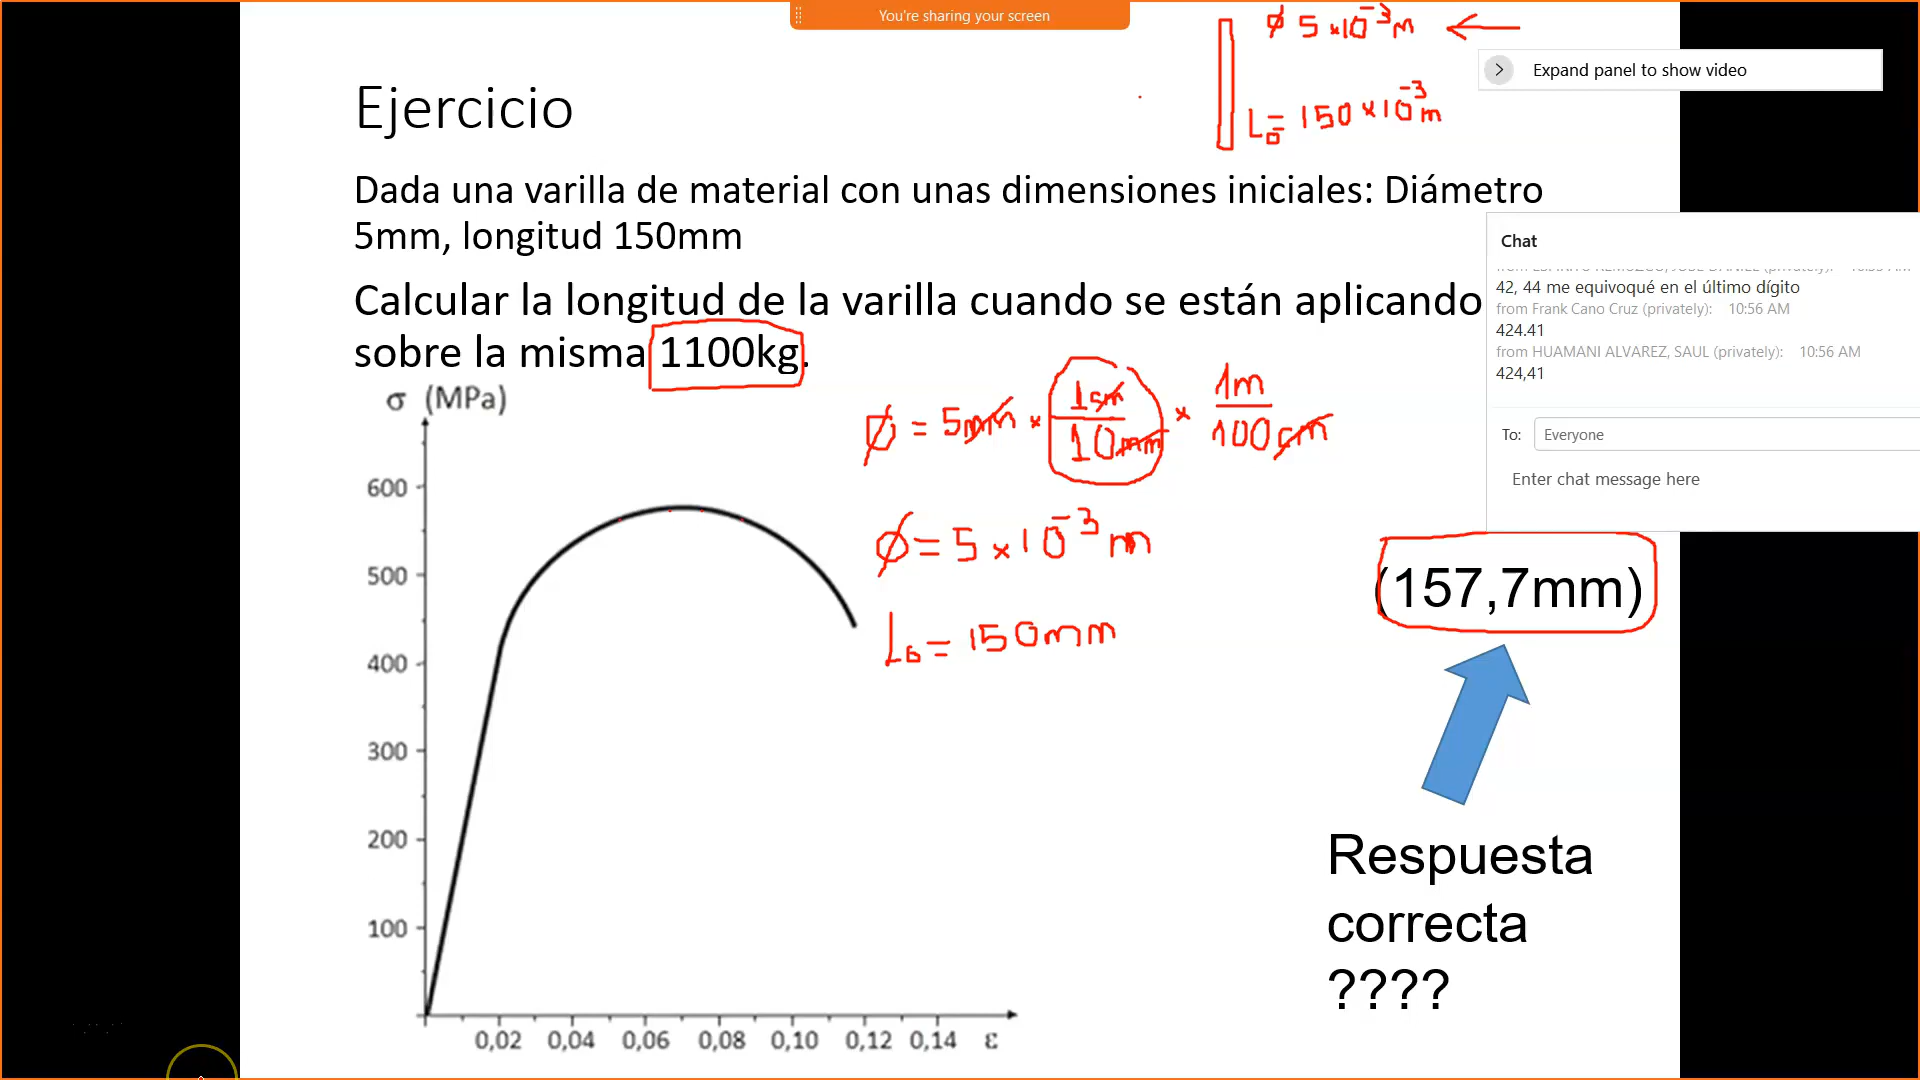 You're sharing your screen
ϕ 5 x10⁻³m
Expand panel to show video
Ejercicio
L₀= 150 x10⁻³m
Dada una varilla de material con unas dimensiones iniciales: Diámetro
5mm, longitud 150mm
Calcular la longitud de la varilla cuando se están aplicando
sobre la misma 1100kg.
Chat
42, 44 me equivoqué en el último dígito
from Frank Cano Cruz (privately): 10:56 AM
424.41
from HUAMANI ALVAREZ, SAUL (privately): 10:56 AM
424,41
To: Everyone
Enter chat message here
σ (MPa)
ϕ = 5mm x 1cm/10mm x 1m/100cm
ϕ = 5 x10⁻³ m
L₀ = 150mm
600
500
400
300
200
100
0,02 0,04 0,06 0,08 0,10 0,12 0,14 ε
(157,7mm)
Respuesta
correcta
????